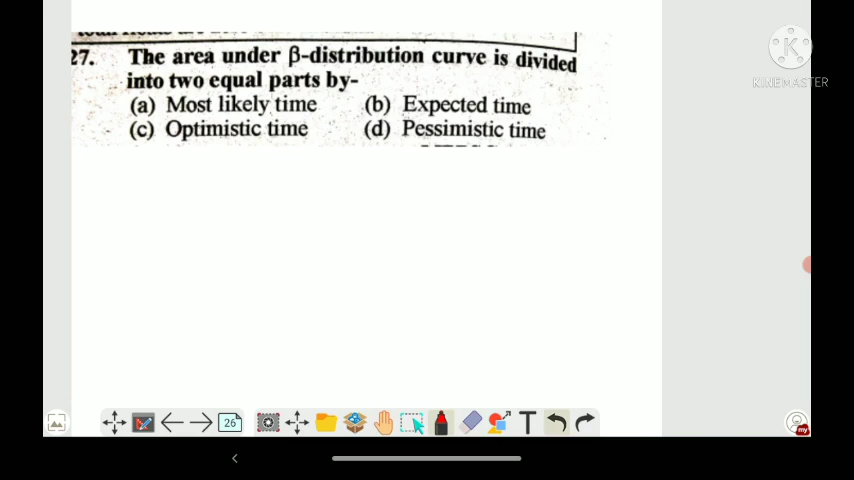 KINEMASTER
27. The area under β-distribution curve is divided
into two equal parts by-
(a) Most likely time (b) Expected time
(c) Optimistic time (d) Pessimistic time
26
T
my